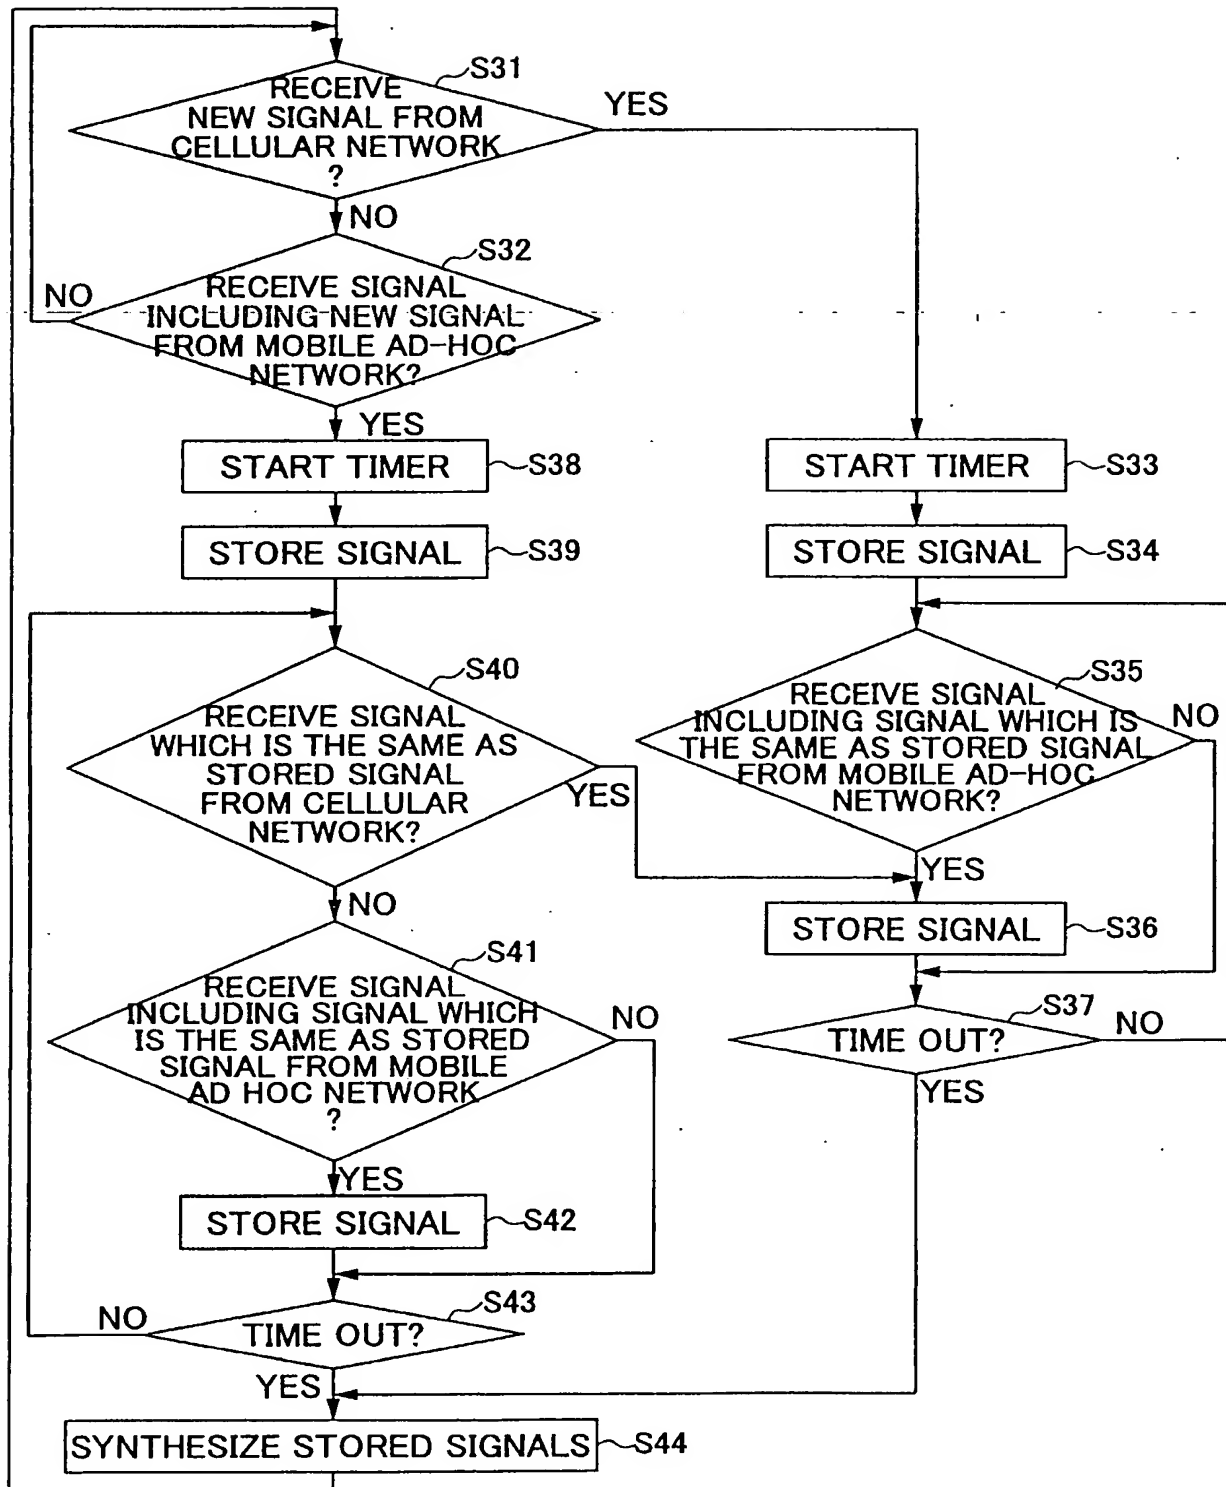 S31
RECEIVE
NEW SIGNAL FROM
CELLULAR NETWORK
?
YES
NO
S32
RECEIVE SIGNAL
INCLUDING NEW SIGNAL
FROM MOBILE AD-HOC
NETWORK?
NO
YES
START TIMER
S38
START TIMER
S33
STORE SIGNAL
S39
STORE SIGNAL
S34
S40
RECEIVE SIGNAL
WHICH IS THE SAME AS
STORED SIGNAL
FROM CELLULAR
NETWORK?
YES
NO
S35
RECEIVE SIGNAL
INCLUDING SIGNAL WHICH IS
THE SAME AS STORED SIGNAL
FROM MOBILE AD-HOC
NETWORK?
NO
YES
STORE SIGNAL
S36
S41
RECEIVE SIGNAL
INCLUDING SIGNAL WHICH
IS THE SAME AS STORED
SIGNAL FROM MOBILE
AD HOC NETWORK
?
NO
YES
S37
TIME OUT?
NO
YES
STORE SIGNAL
S42
S43
TIME OUT?
NO
YES
SYNTHESIZE STORED SIGNALS
S44